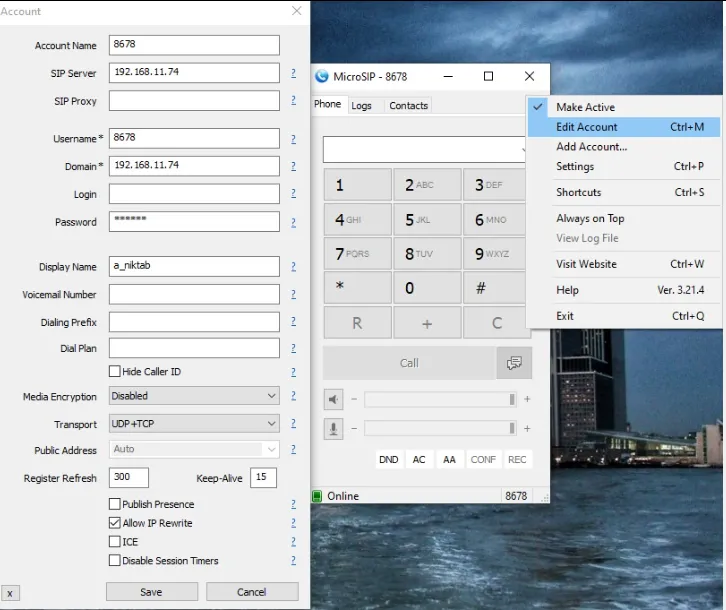 Account
Account Name 8678
SIP Server 192.168.11.74 ?
SIP Proxy ?
Username * 8678 ?
Domain * 192.168.11.74 ?
Login ?
Password ****** ?
Display Name a_niktab ?
Voicemail Number ?
Dialing Prefix ?
Dial Plan ?
Hide Caller ID ?
Media Encryption Disabled ?
Transport UDP+TCP ?
Public Address Auto ?
Register Refresh 300 Keep-Alive 15 ?
Publish Presence ?
Allow IP Rewrite ?
ICE ?
Disable Session Timers ?
x Save Cancel
MicroSIP - 8678
Phone Logs Contacts
1 2 ABC 3 DEF
4 GHI 5 JKL 6 MNO
7 PQRS 8 TUV 9 WXYZ
* 0 #
R + C
Call
- +
- +
DND AC AA CONF REC
Online 8678
Make Active
Edit Account Ctrl+M
Add Account...
Settings Ctrl+P
Shortcuts Ctrl+S
Always on Top
View Log File
Visit Website Ctrl+W
Help Ver. 3.21.4
Exit Ctrl+Q